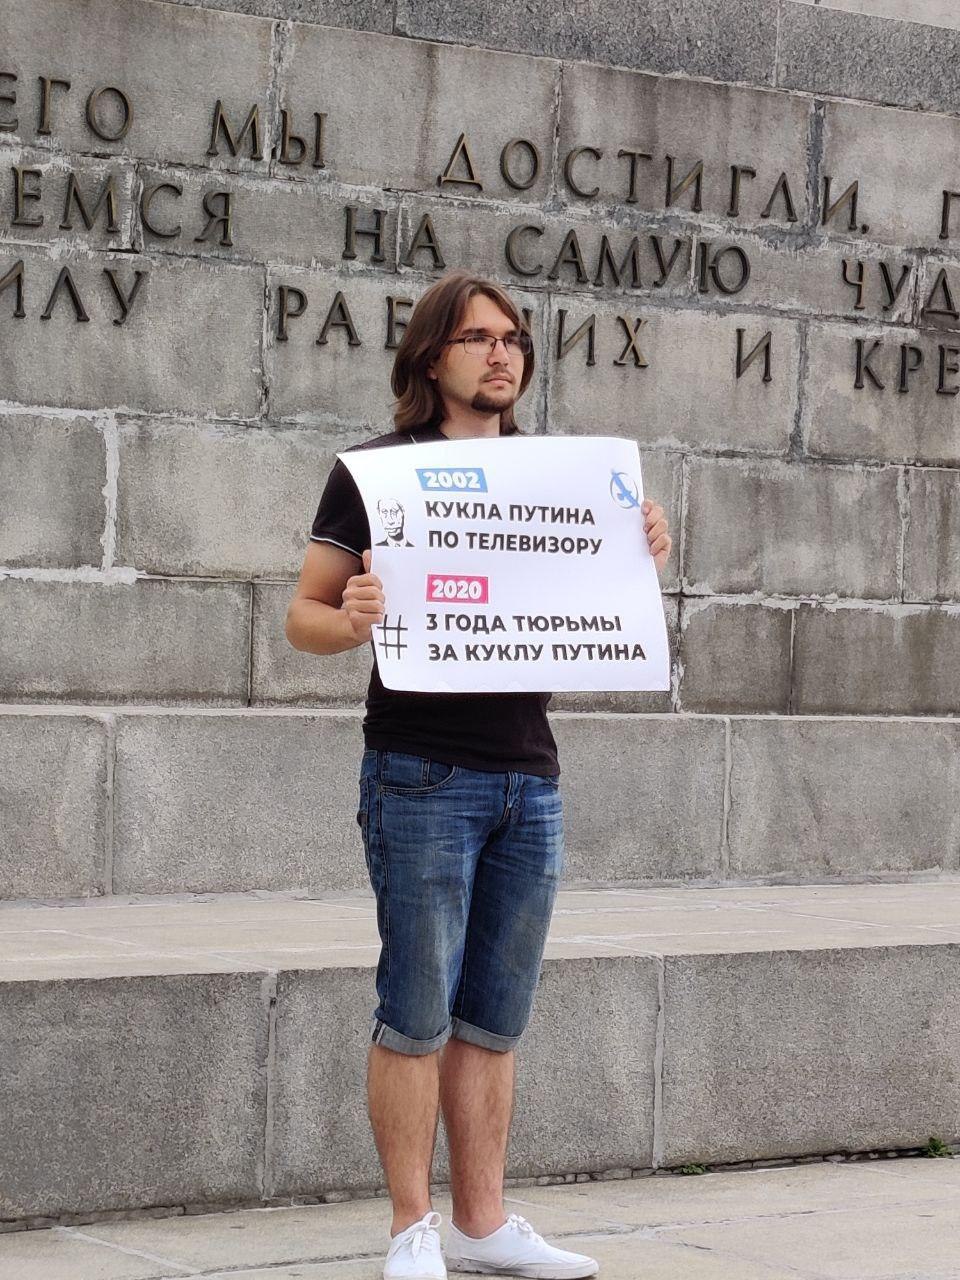 ЕГО МЫ ДОСТИГЛИ,
ЕМСЯ НА САМУЮ ЧУД
ИЛУ РАБ ИХ И КРЕ
2002
КУКЛА ПУТИНА
ПО ТЕЛЕВИЗОРУ
2020
# 3 ГОДА ТЮРЬМЫ
ЗА КУКЛУ ПУТИНА